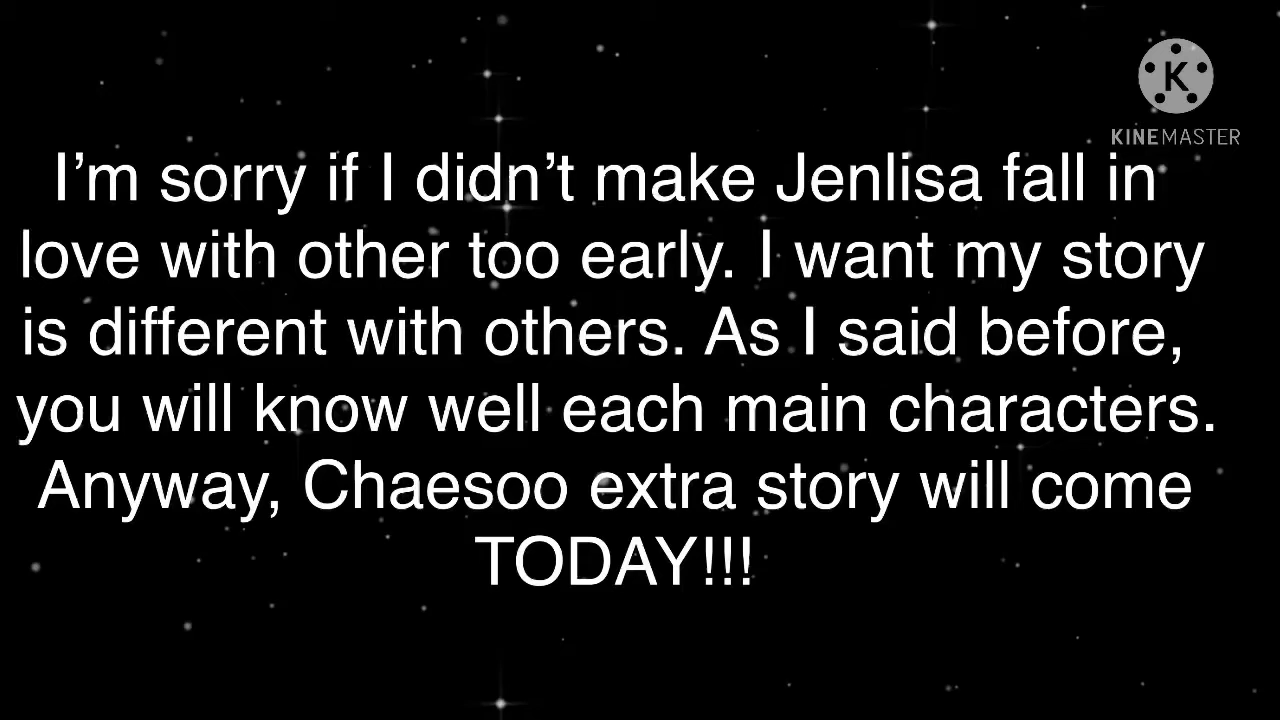 K
KINEMASTER
I’m sorry if I didn’t make Jenlisa fall in
love with other too early. I want my story
is different with others. As I said before,
you will know well each main characters.
Anyway, Chaesoo extra story will come
TODAY!!!